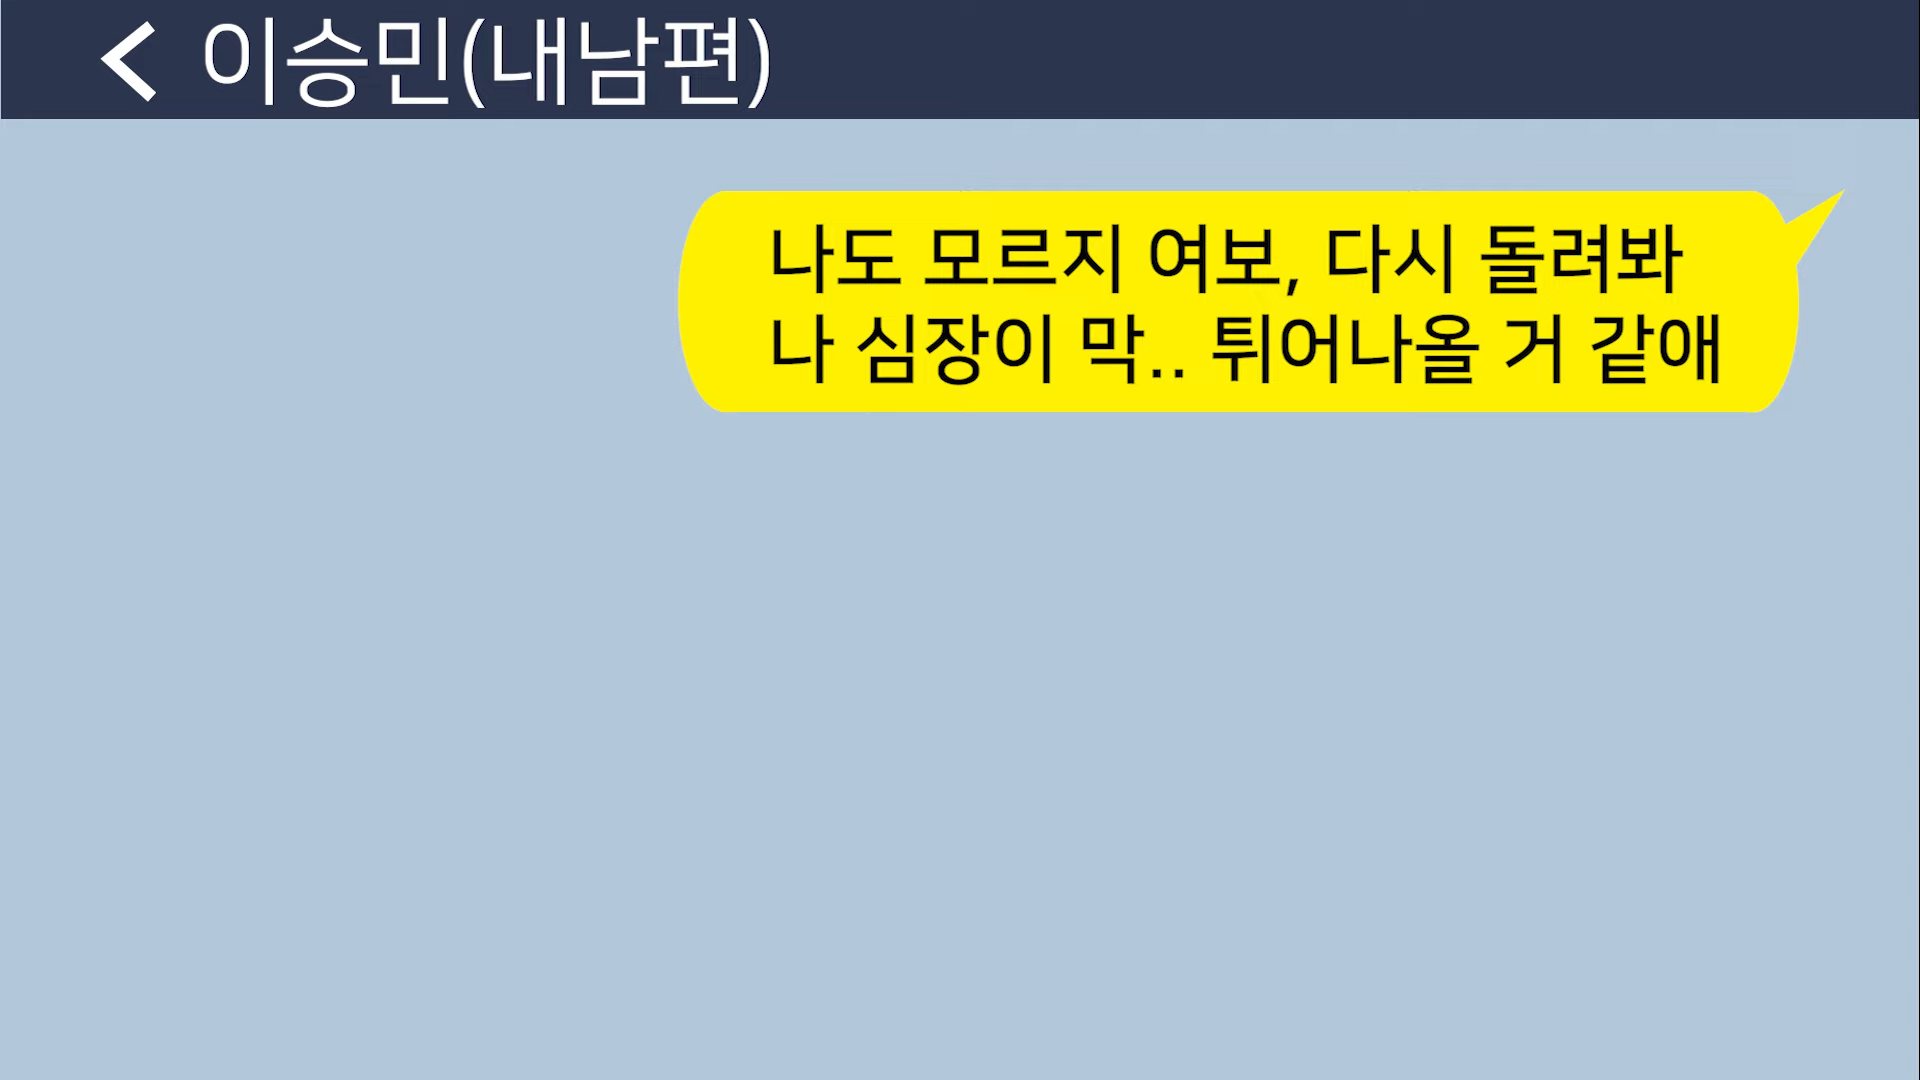 이승민(내남편)
나도 모르지 여보, 다시 돌려봐
나 심장이 막.. 튀어나올 거 같애